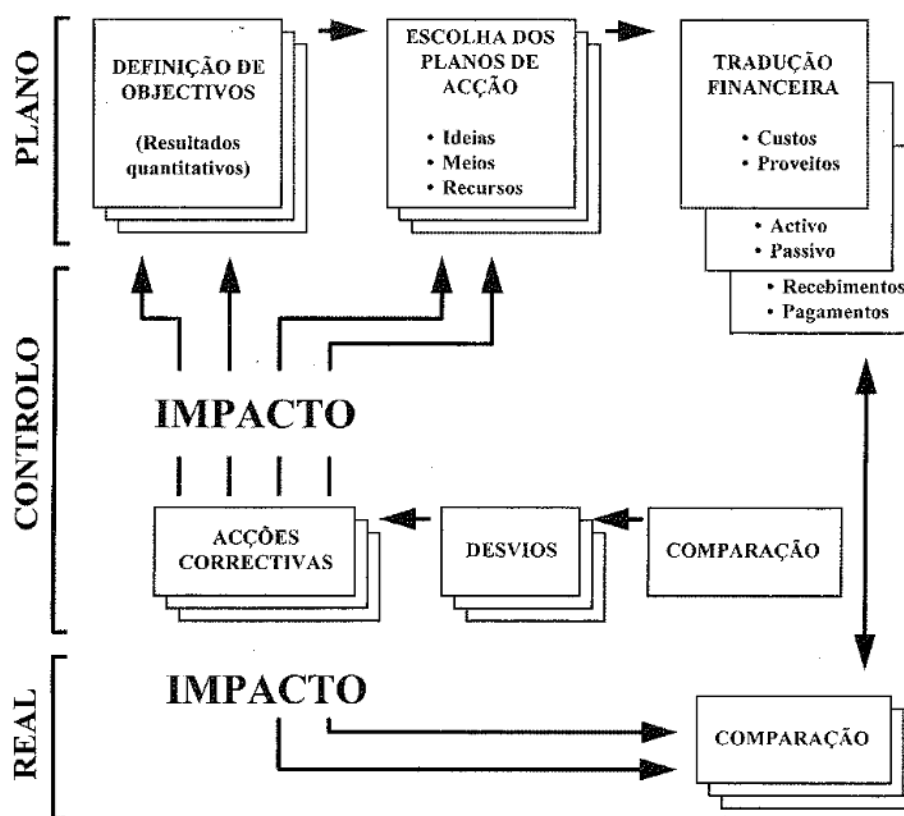 PLANO
DEFINIÇÃO DE
OBJECTIVOS
(Resultados
quantitativos)
ESCOLHA DOS
PLANOS DE
ACÇÃO
• Ideias
• Meios
• Recursos
TRADUÇÃO
FINANCEIRA
• Custos
• Proveitos
• Activo
• Passivo
• Recebimentos
• Pagamentos
CONTROLO
IMPACTO
ACÇÕES
CORRECTIVAS
DESVIOS
COMPARAÇÃO
REAL
IMPACTO
COMPARAÇÃO